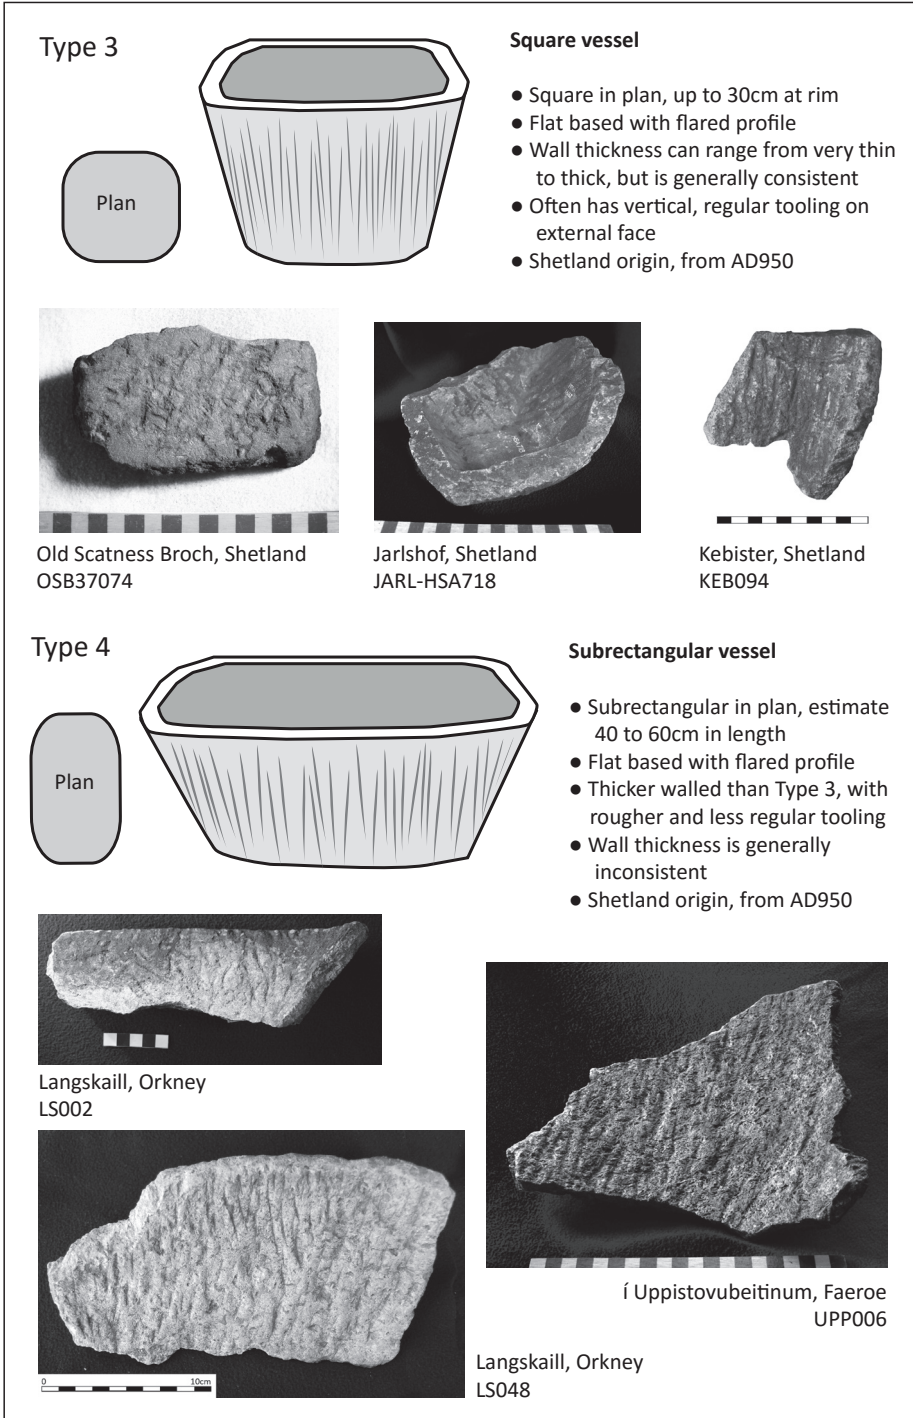 Type 3
Square vessel
● Square in plan, up to 30cm at rim
● Flat based with flared profile
● Wall thickness can range from very thin
to thick, but is generally consistent
● Often has vertical, regular tooling on
external face
● Shetland origin, from AD950
Plan
Old Scatness Broch, Shetland
OSB37074
Jarlshof, Shetland
JARL-HSA718
Kebister, Shetland
KEB094
Type 4
Subrectangular vessel
● Subrectangular in plan, estimate
40 to 60cm in length
● Flat based with flared profile
● Thicker walled than Type 3, with
rougher and less regular tooling
● Wall thickness is generally
inconsistent
● Shetland origin, from AD950
Plan
Langskaill, Orkney
LS002
í Uppistovubeitinum, Faeroe
UPP006
0 10cm
Langskaill, Orkney
LS048